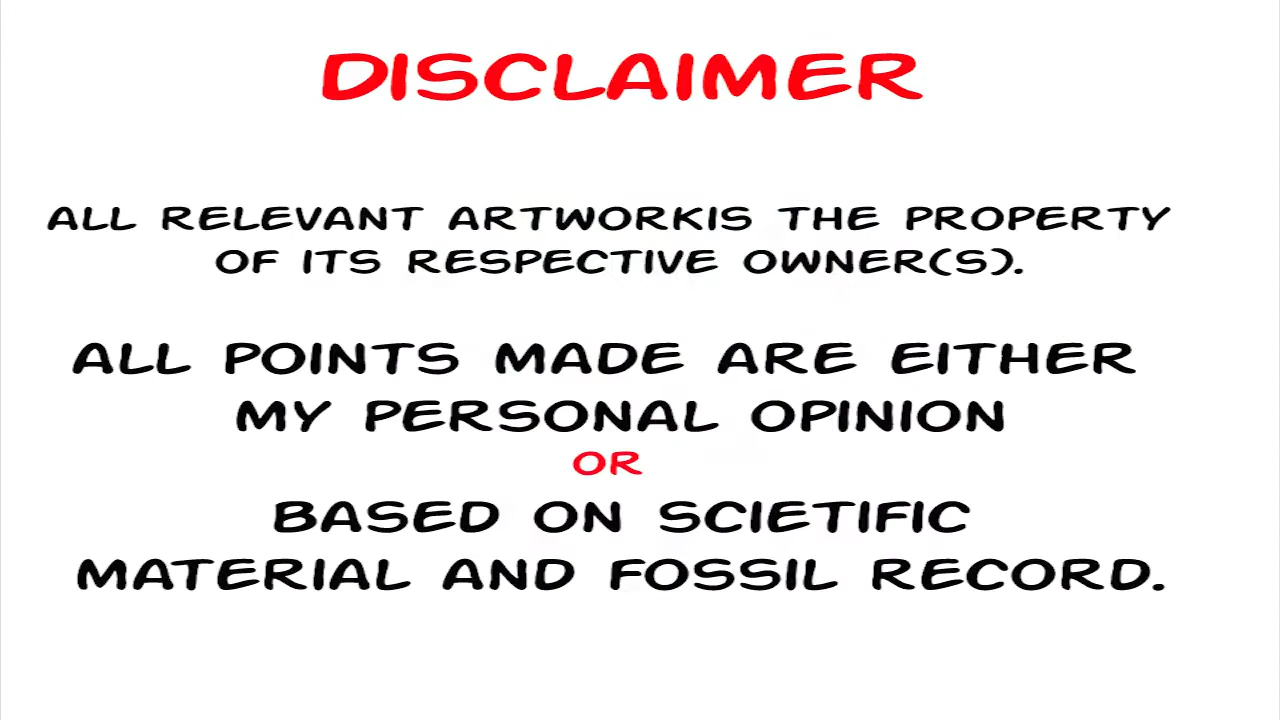 DISCLAIMER
ALL RELEVANT ARTWORKIS THE PROPERTY
OF ITS RESPECTIVE OWNER(S).
ALL POINTS MADE ARE EITHER
MY PERSONAL OPINION
OR
BASED ON SCIETIFIC
MATERIAL AND FOSSIL RECORD.